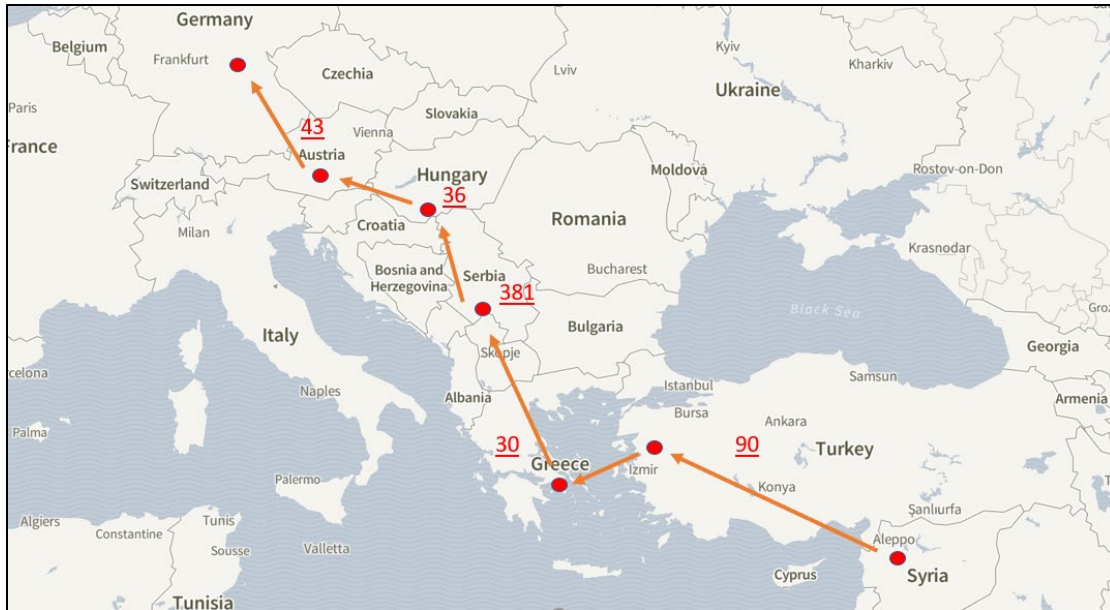 Germany
Belgium
Frankfurt
Czechia
Lviv
Kyiv
Kharkiv
Ukraine
Paris
France
43
Vienna
Slovakia
Austria
Switzerland
Hungary
36
Moldova
Rostov-on-Don
Milan
Croatia
Romania
Krasnodar
Bosnia and
Herzegovina
Serbia
381
Bucharest
Black Sea
Italy
Bulgaria
Skopje
Georgia
Naples
Albania
Istanbul
Samsun
Armenia
Bursa
Ankara
Palma
30
Greece
Izmir
90
Turkey
Palermo
Konya
Şanlıurfa
Algiers
Constantine
Tunis
Sousse
Valletta
Aleppo
Cyprus
Syria
Tunisia